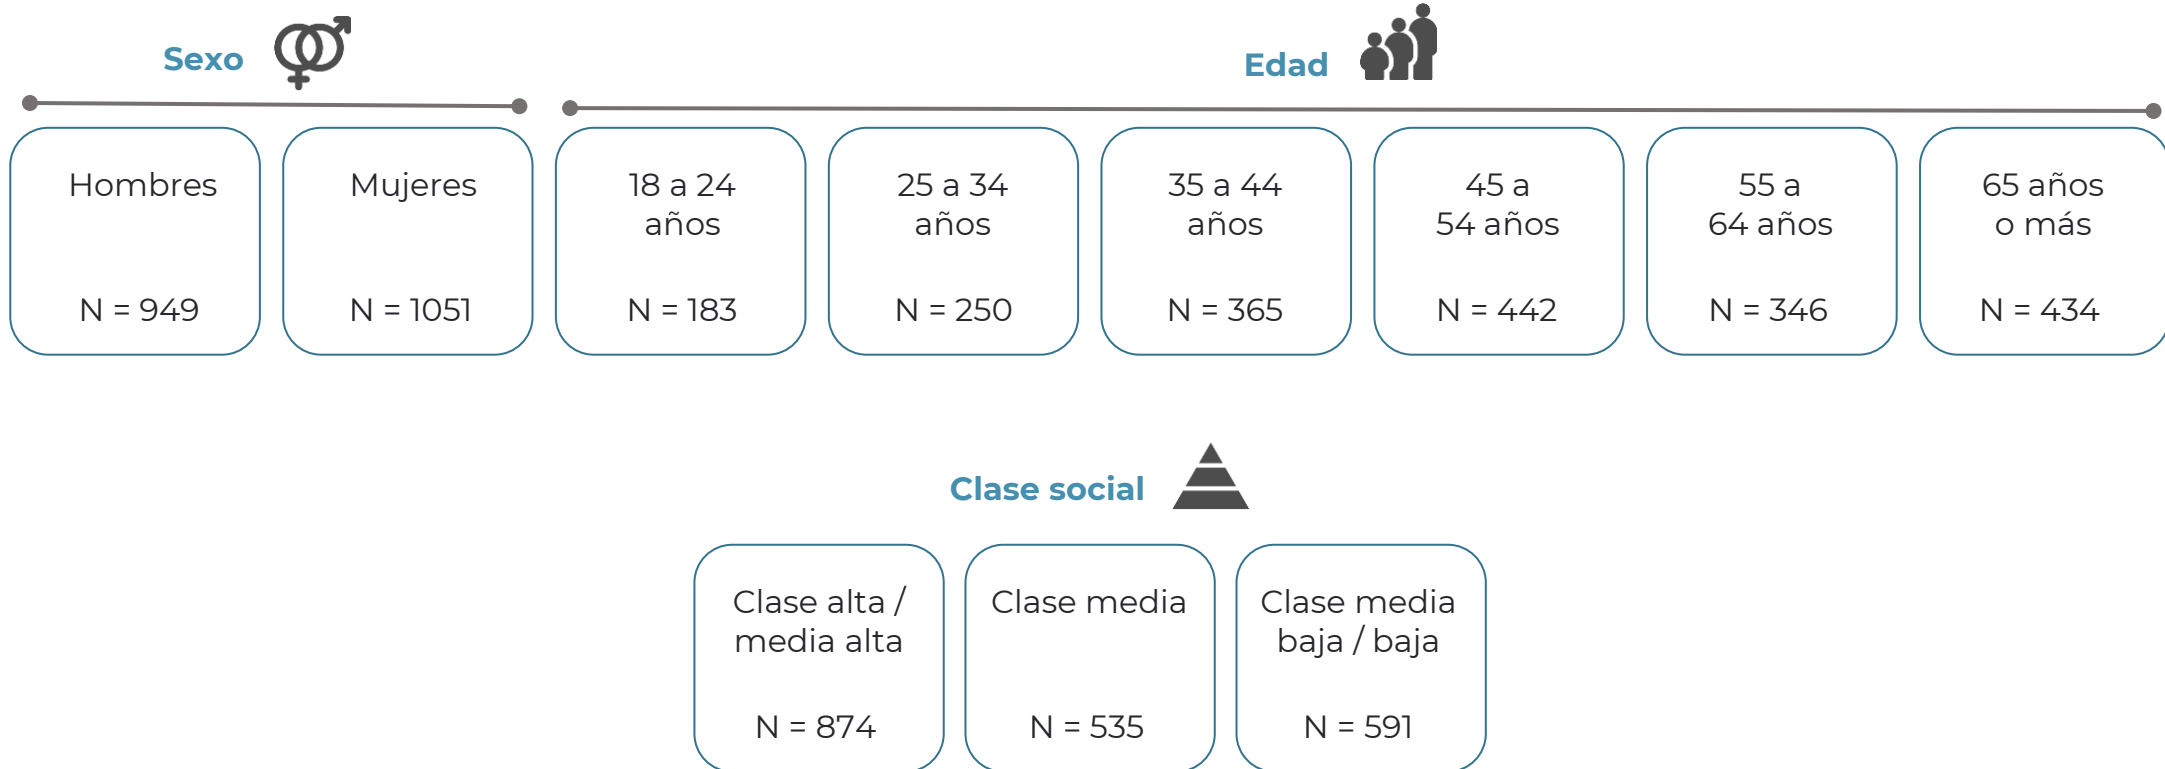 Sexo
Edad
Hombres
N = 949
Mujeres
N = 1051
18 a 24
años
N = 183
25 a 34
años
N = 250
35 a 44
años
N = 365
45 a
54 años
N = 442
55 a
64 años
N = 346
65 años
o más
N = 434
Clase social
Clase alta /
media alta
N = 874
Clase media
N = 535
Clase media
baja / baja
N = 591